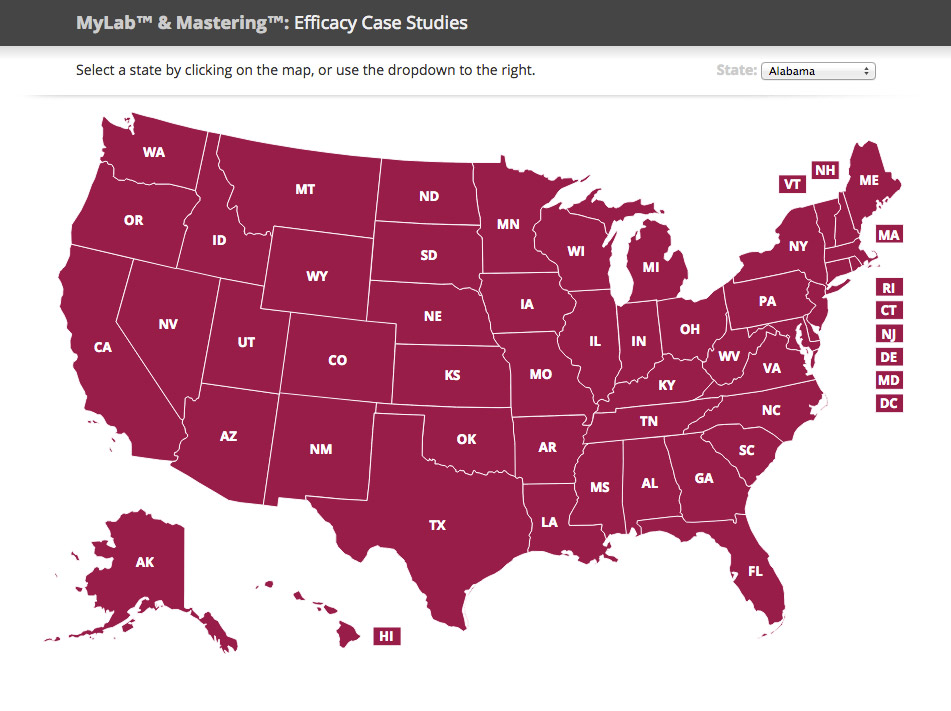 MyLab™ & Mastering™: Efficacy Case Studies
Select a state by clicking on the map, or use the dropdown to the right.
State: Alabama
WA
MT
ND
MN
VT
NH
ME
OR
ID
SD
WI
MI
NY
MA
WY
IA
PA
RI
NV
NE
CT
CA
UT
CO
IL
IN
OH
NJ
KS
MO
WV
VA
DE
KY
MD
AZ
NM
OK
AR
TN
NC
DC
MS
AL
GA
SC
TX
LA
AK
FL
HI